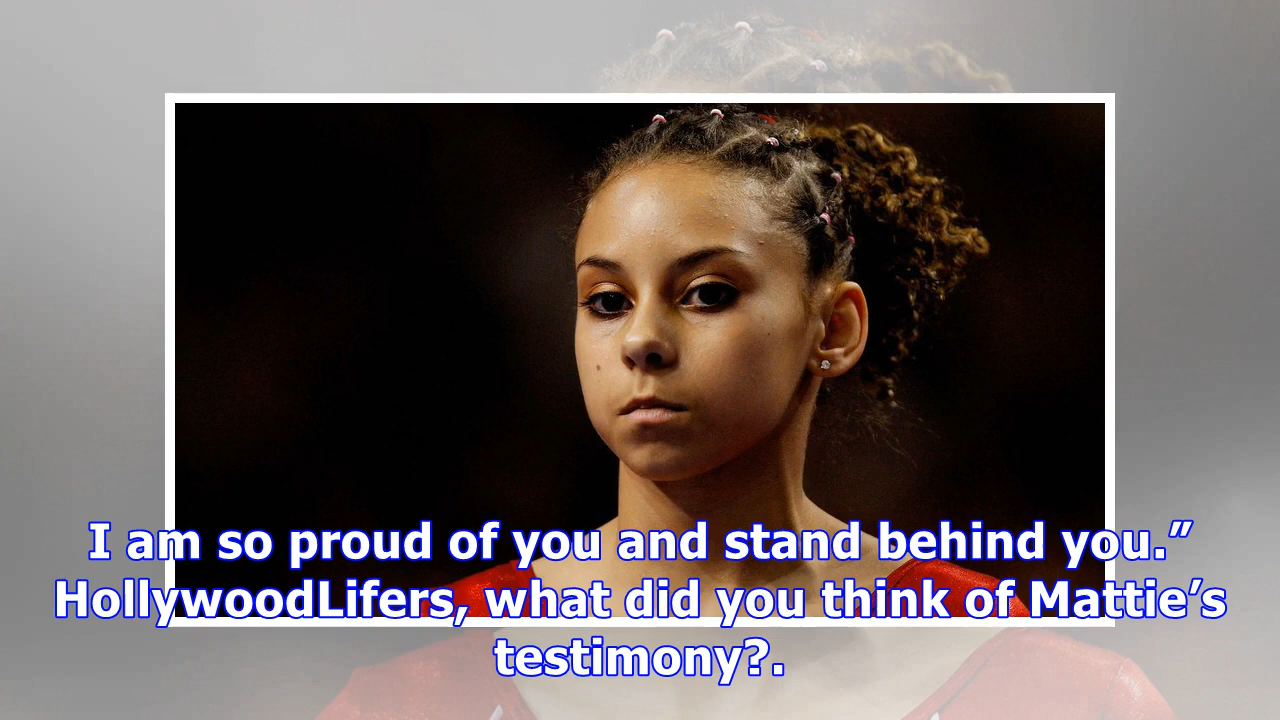 I am so proud of you and stand behind you.”
HollywoodLifers, what did you think of Mattie’s
testimony?.